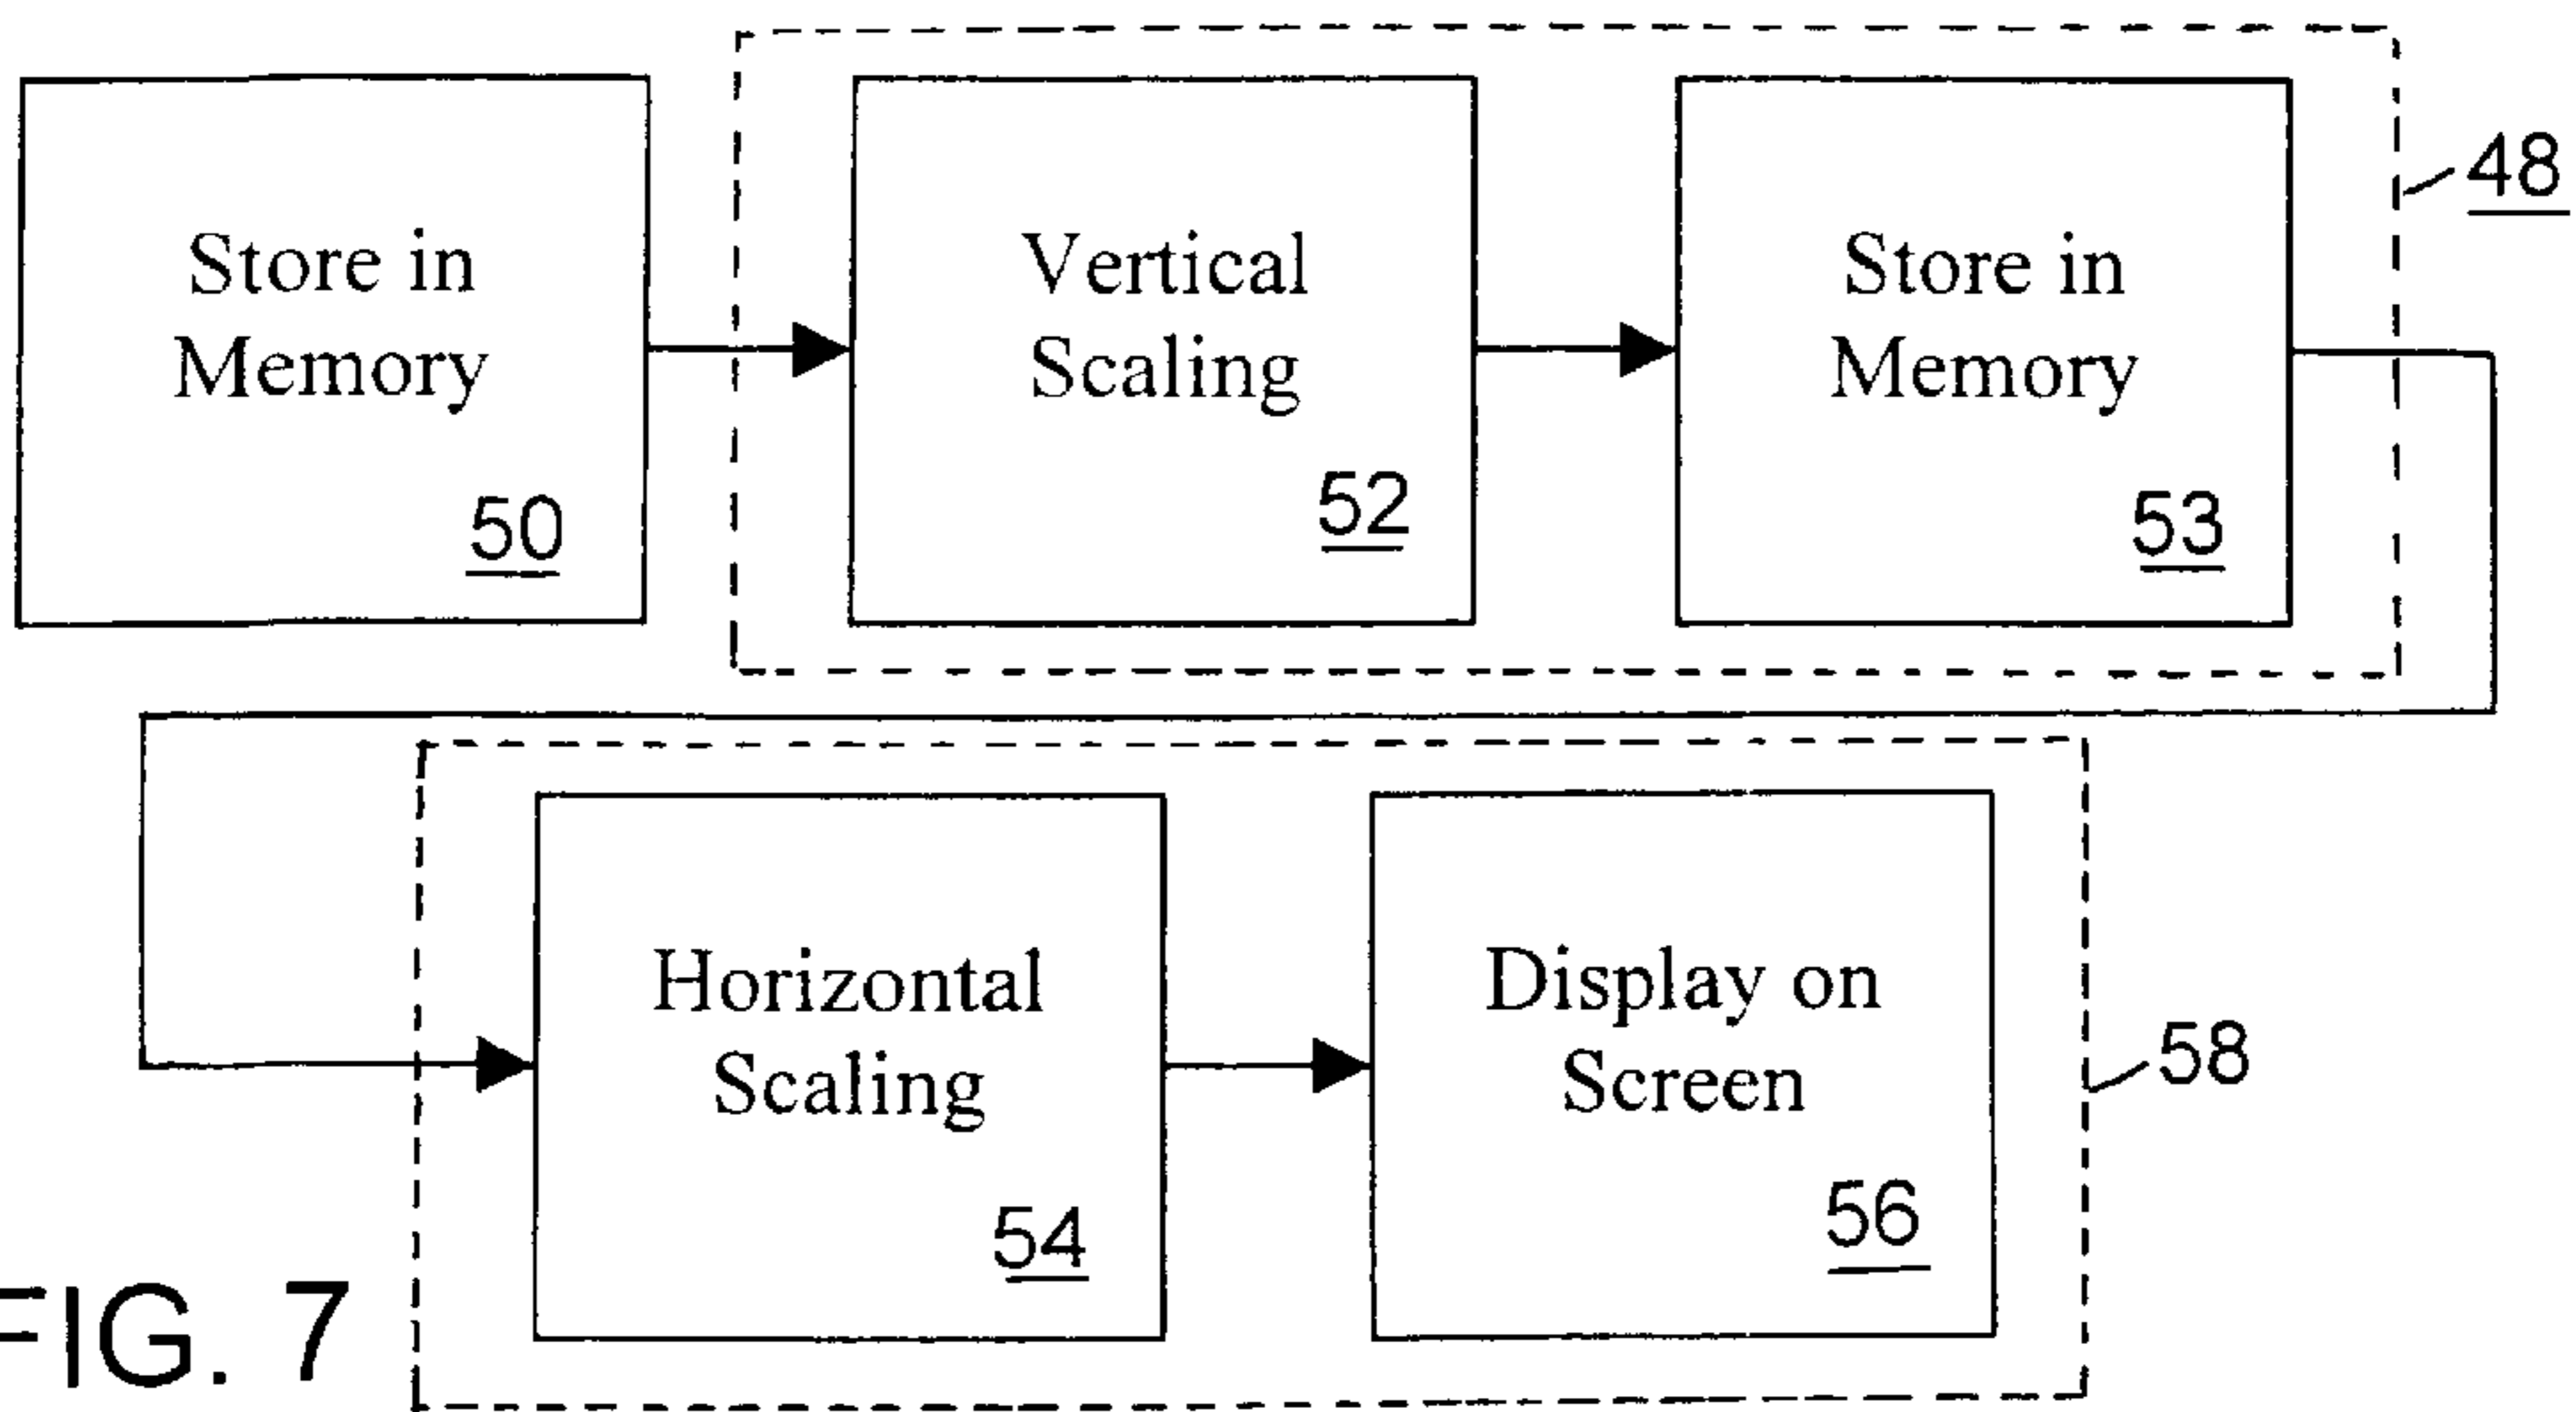 Store in
Memory
50
Vertical
Scaling
52
Store in
Memory
53
48
Horizontal
Scaling
54
Display on
Screen
56
58
FIG. 7